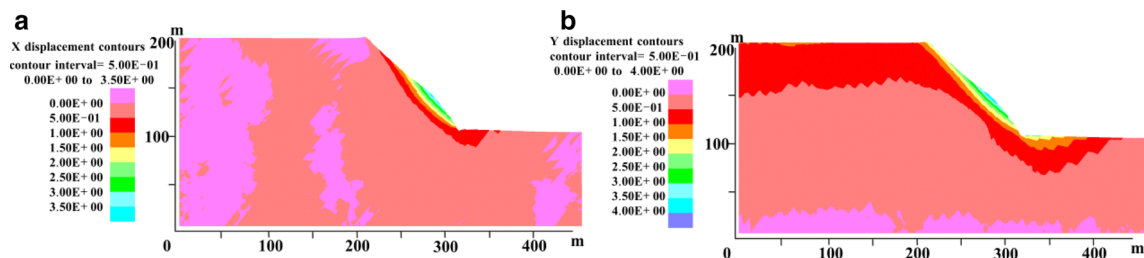 a
m
X displacement contours
contour interval= 5.00E-01
0.00E+ 00 to 3.50E+ 00
0.00E+ 00
5.00E-01
1.00E+ 00
1.50E+ 00
2.00E+ 00
2.50E+ 00
3.00E+ 00
3.50E+ 00
200
100
0 100 200 300 400 m
b
m
Y displacement contours
contour interval= 5.00E-01
0.00E+ 00 to 4.00E+ 00
0.00E+ 00
5.00E-01
1.00E+ 00
1.50E+ 00
2.00E+ 00
2.50E+ 00
3.00E+ 00
3.50E+ 00
4.00E+ 00
200
100
0 100 200 300 400 m